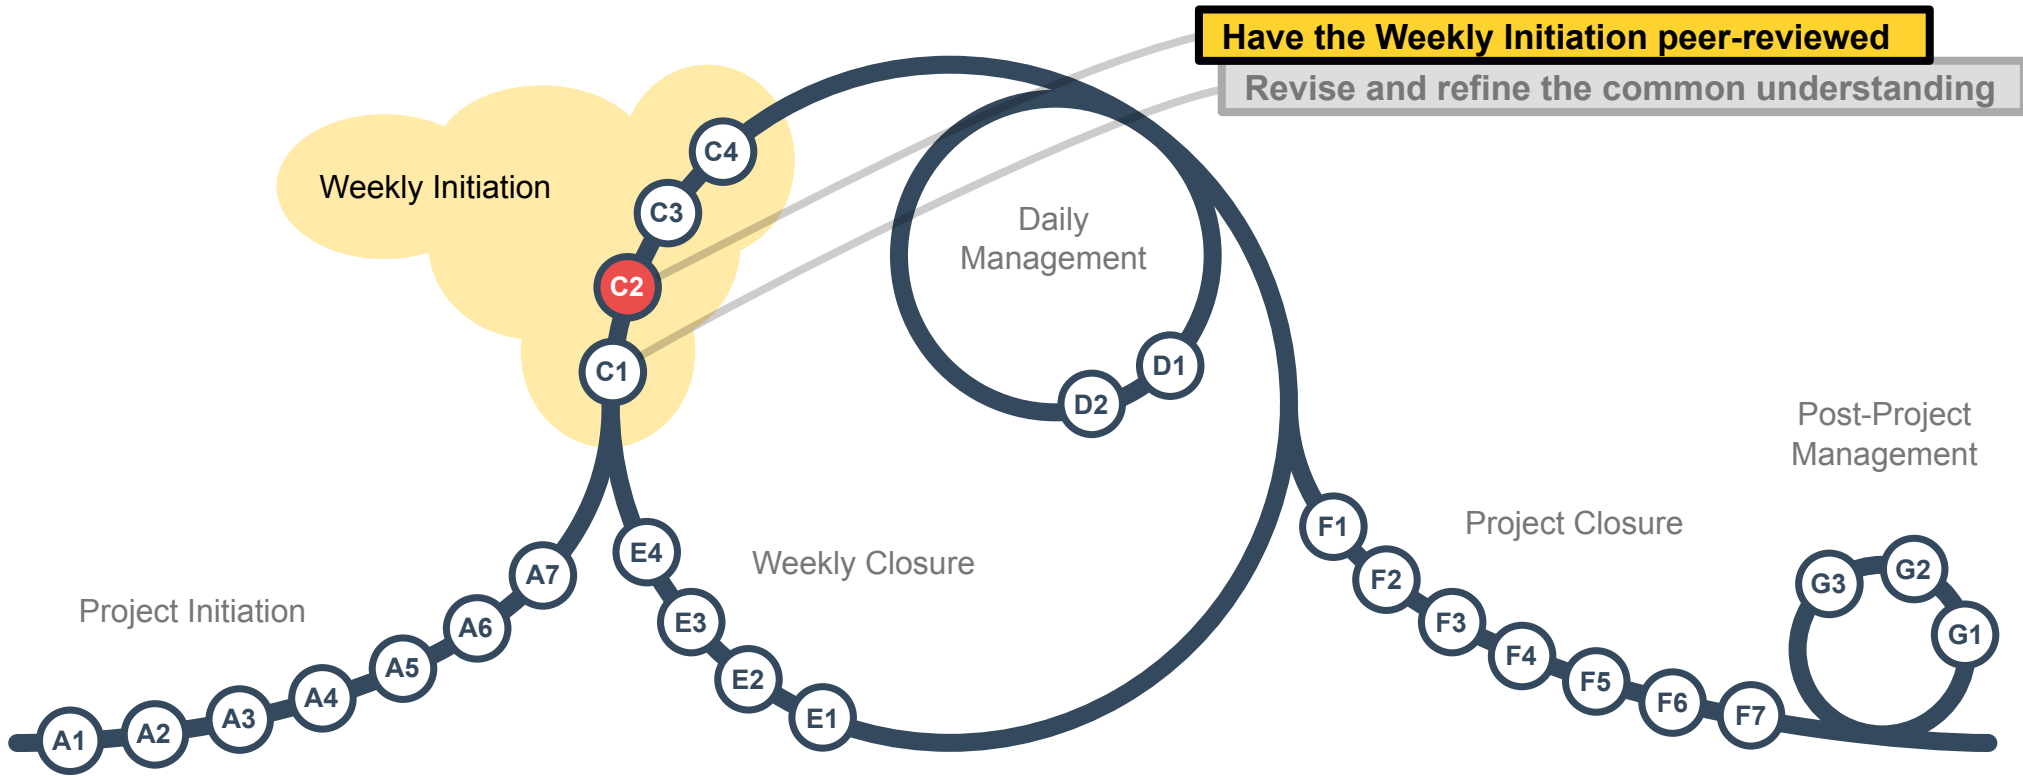 Have the Weekly Initiation peer-reviewed
Revise and refine the common understanding
Weekly Initiation
C4
C3
C2
C1
Daily
Management
D1
D2
Post-Project
Management
Project Closure
Weekly Closure
Project Initiation
A1
A2
A3
A4
A5
A6
A7
E4
E3
E2
E1
F1
F2
F3
F4
F5
F6
F7
G3
G2
G1